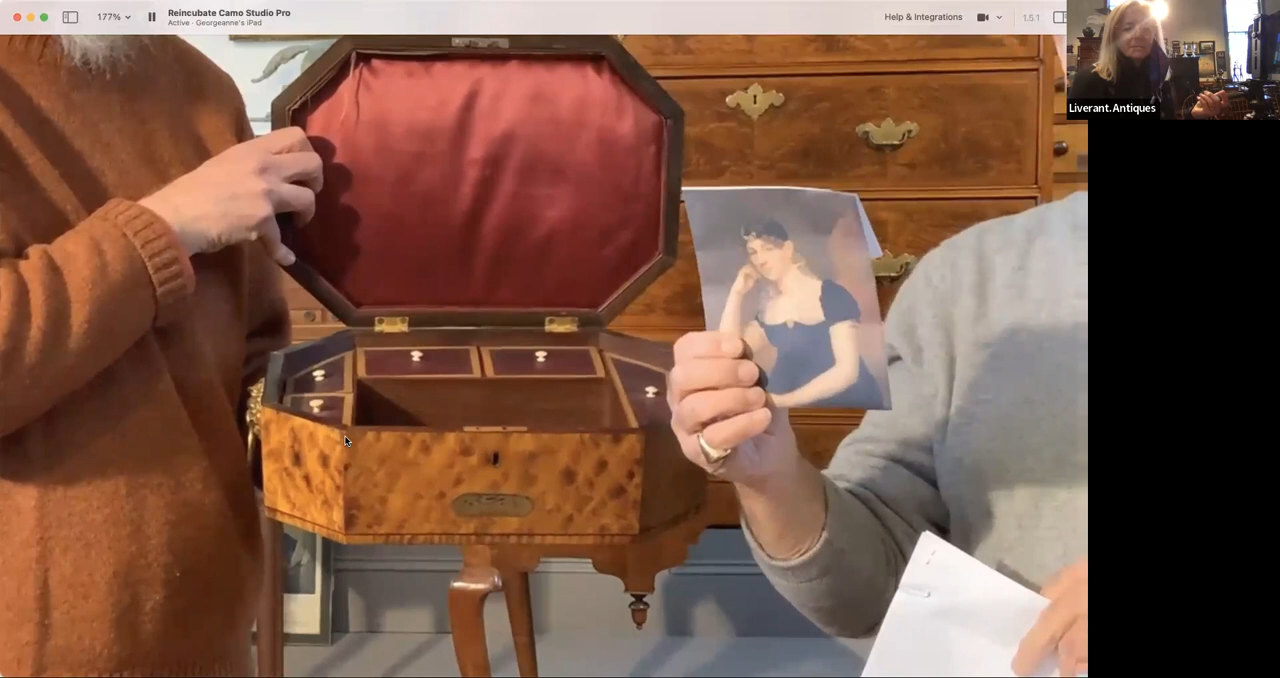 177%
Reincubate Camo Studio Pro
Active - Georgeanne's iPad
Help & Integrations
1.5.1
Liverant.Antiques